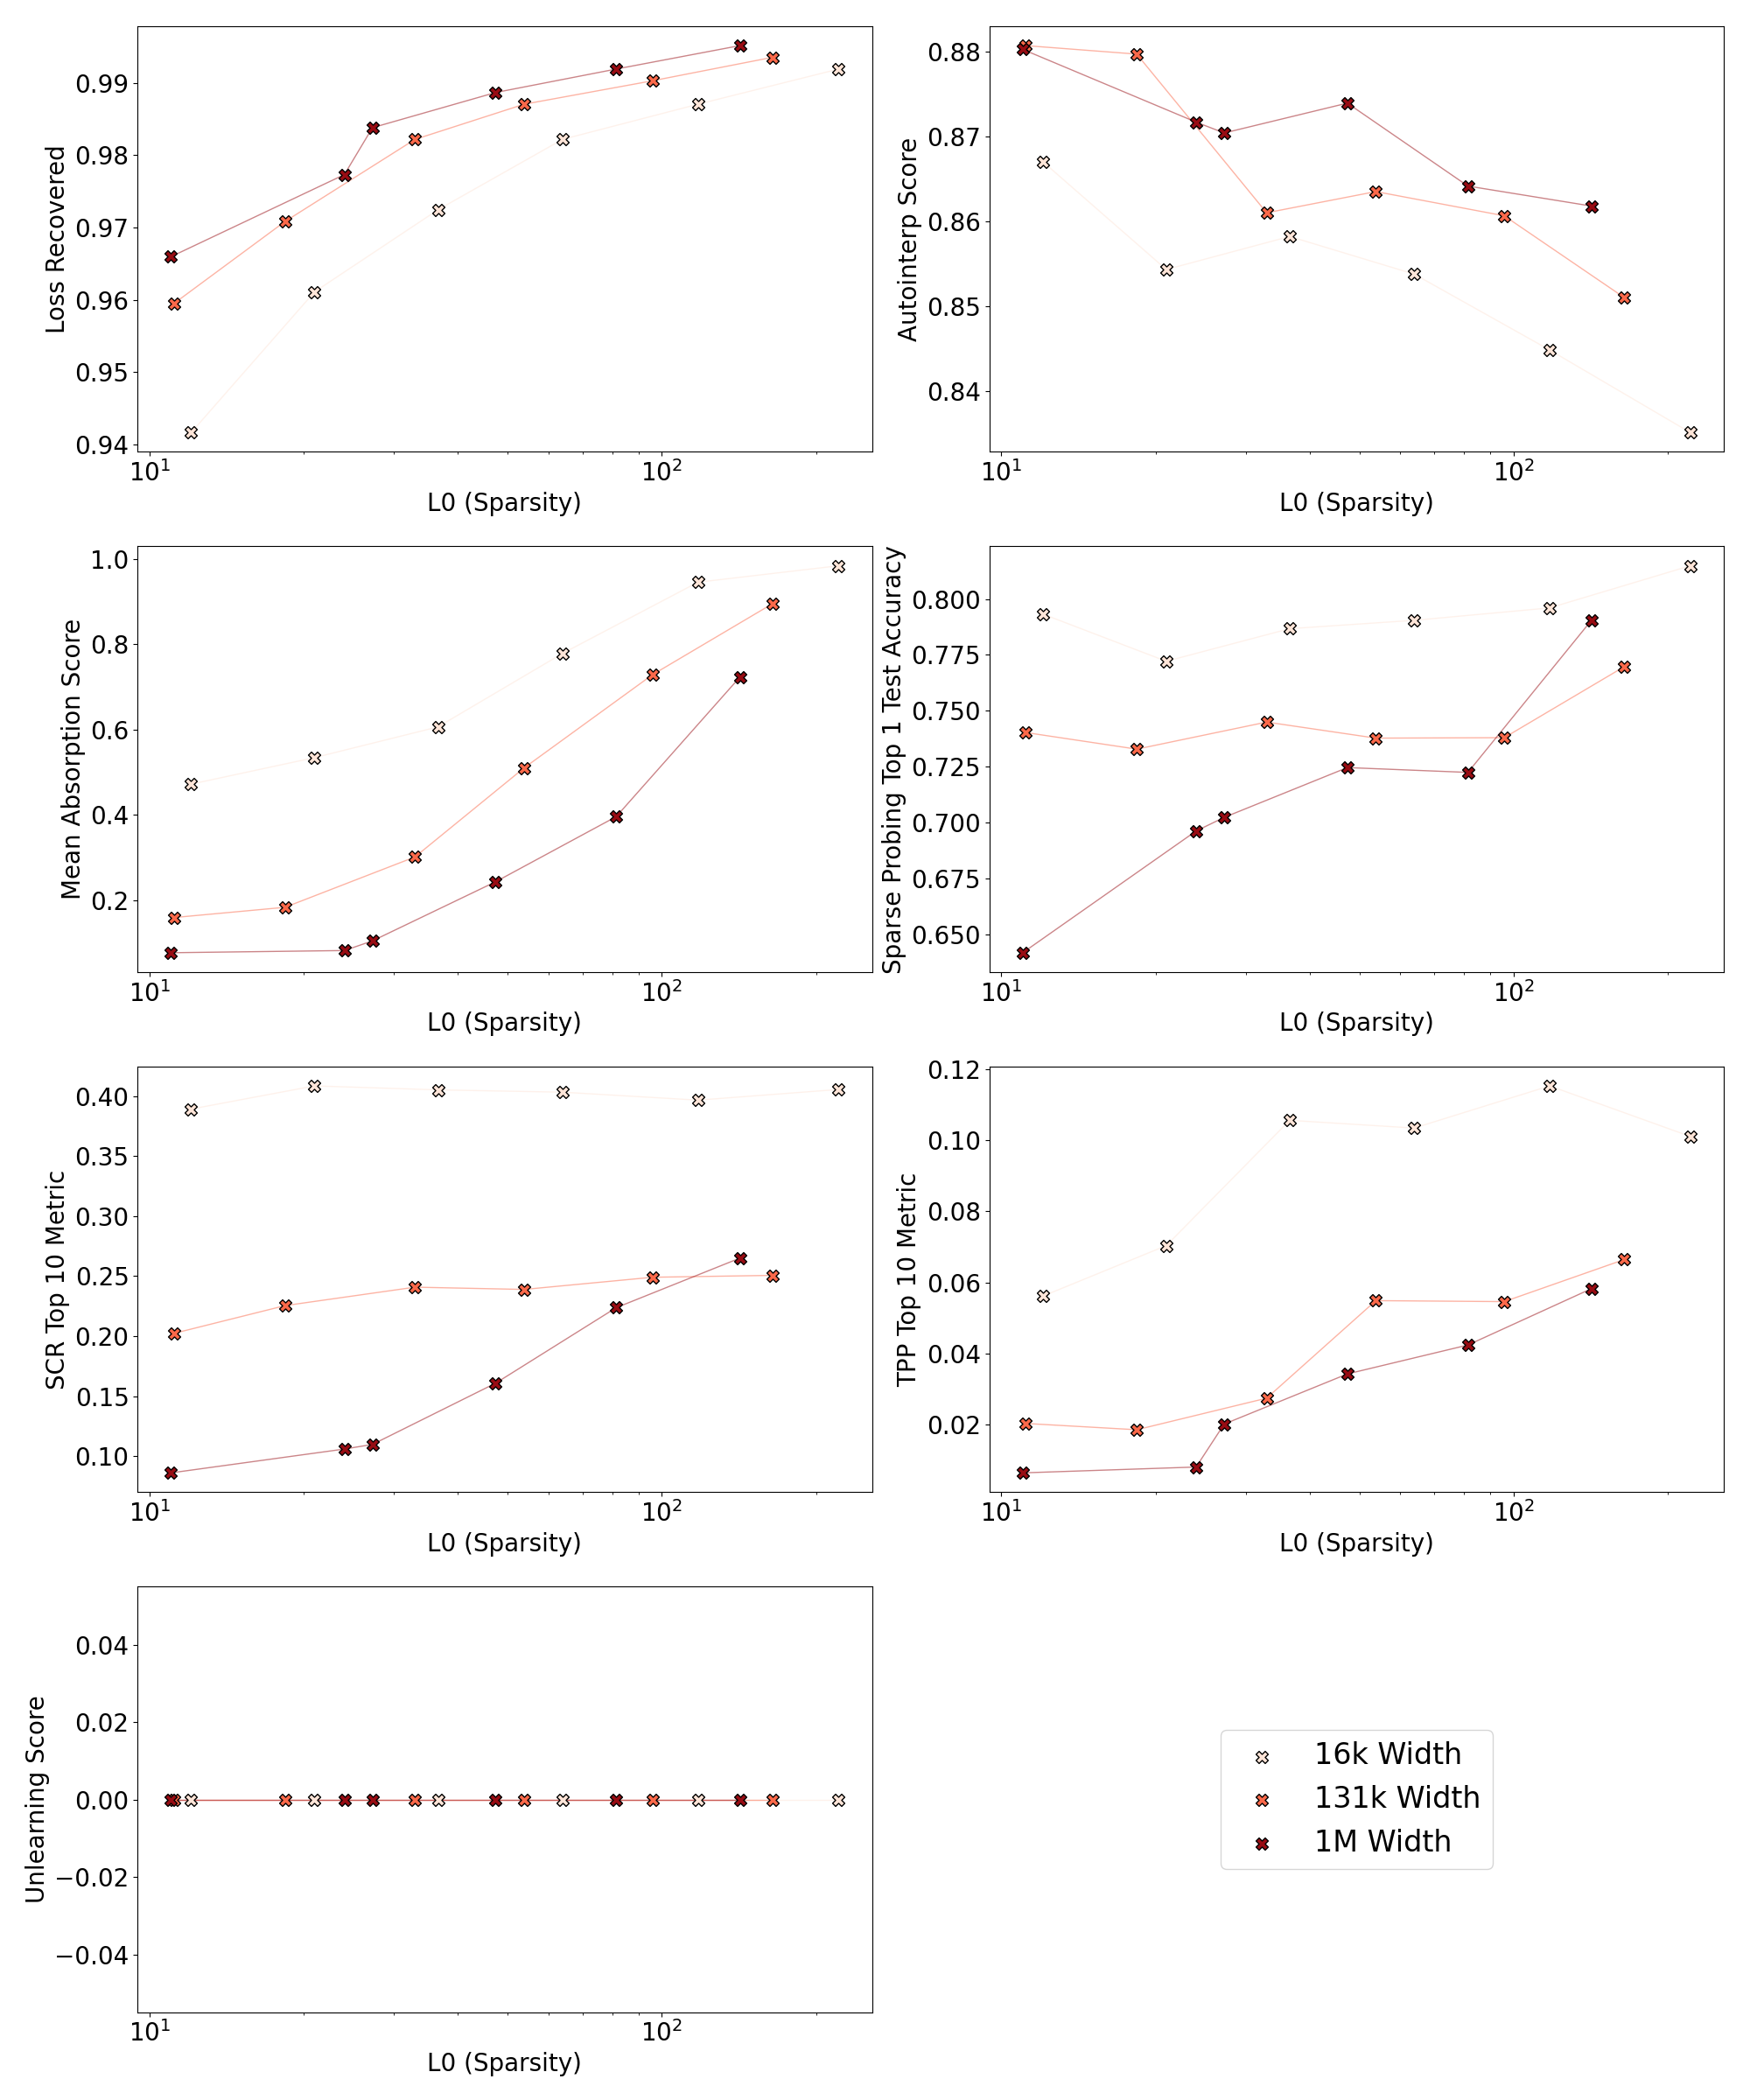 Loss Recovered
0.99
0.98
0.97
0.96
0.95
0.94
10¹ 10²
L0 (Sparsity)
Autointerp Score
0.88
0.87
0.86
0.85
0.84
10¹ 10²
L0 (Sparsity)
Mean Absorption Score
1.0
0.8
0.6
0.4
0.2
10¹ 10²
L0 (Sparsity)
Sparse Probing Top 1 Test Accuracy
0.800
0.775
0.750
0.725
0.700
0.675
0.650
10¹ 10²
L0 (Sparsity)
SCR Top 10 Metric
0.40
0.35
0.30
0.25
0.20
0.15
0.10
10¹ 10²
L0 (Sparsity)
TPP Top 10 Metric
0.12
0.10
0.08
0.06
0.04
0.02
10¹ 10²
L0 (Sparsity)
Unlearning Score
0.04
0.02
0.00
−0.02
−0.04
10¹ 10²
L0 (Sparsity)
16k Width
131k Width
1M Width